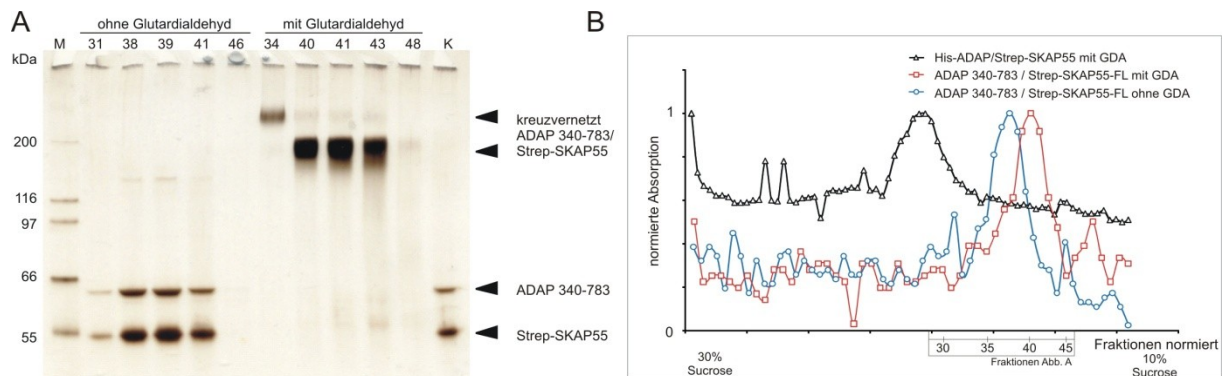 A
ohne Glutardialdehyd
mit Glutardialdehyd
M 31 38 39 41 46 34 40 41 43 48 K
kDa
200
116
97
66
55
kreuzvernetzt
ADAP 340-783/
Strep-SKAP55
ADAP 340-783
Strep-SKAP55
B
His-ADAP/Strep-SKAP55 mit GDA
ADAP 340-783 / Strep-SKAP55-FL mit GDA
ADAP 340-783 / Strep-SKAP55-FL ohne GDA
1
normierte Absorption
0
30%
Sucrose
30 35 40 45
Fraktionen Abb. A
Fraktionen normiert
10%
Sucrose